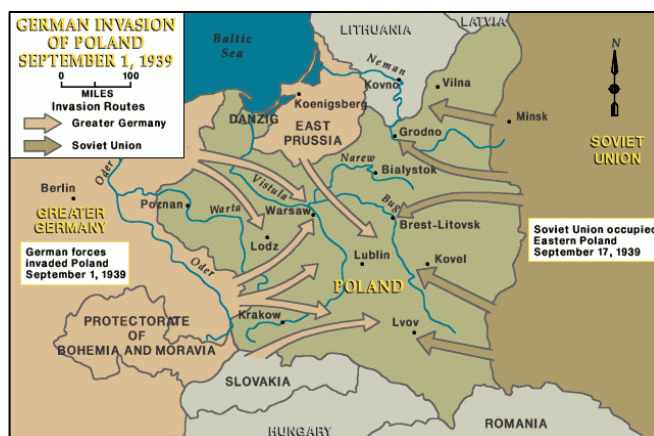 GERMAN INVASION
OF POLAND
SEPTEMBER 1, 1939
0 100
MILES
Invasion Routes
Greater Germany
Soviet Union
Baltic
Sea
LITHUANIA
LATVIA
N
Neman
Kovno
Vilna
Koenigsberg
DANZIG
EAST
PRUSSIA
Grodno
Minsk
SOVIET
UNION
Oder
Berlin
GREATER
GERMANY
Narew
Bialystok
Vistula
Poznan
Warta
Warsaw
Bug
Brest-Litovsk
German forces
invaded Poland
September 1, 1939
Soviet Union occupied
Eastern Poland
September 17, 1939
Oder
Lodz
Lublin
Kovel
POLAND
PROTECTORATE
OF
BOHEMIA AND MORAVIA
Krakow
Lvov
SLOVAKIA
HUNGARY
ROMANIA